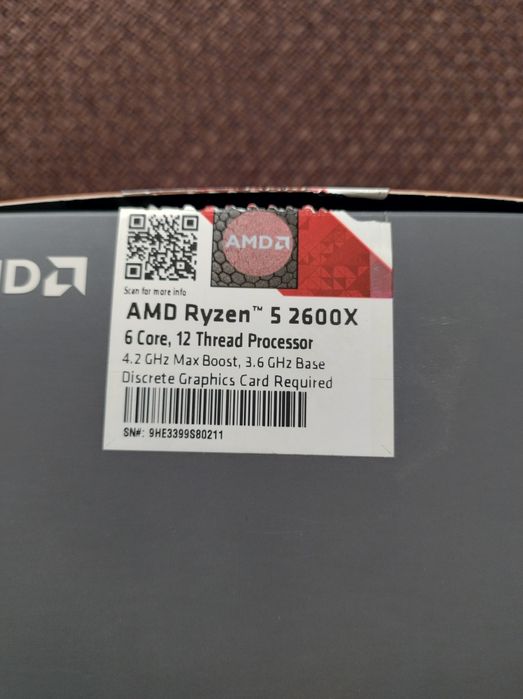 AMD
Scan for more info
AMD Ryzen™ 5 2600X
6 Core, 12 Thread Processor
4.2 GHz Max Boost, 3.6 GHz Base
Discrete Graphics Card Required
SN#: 9HE3399S80211